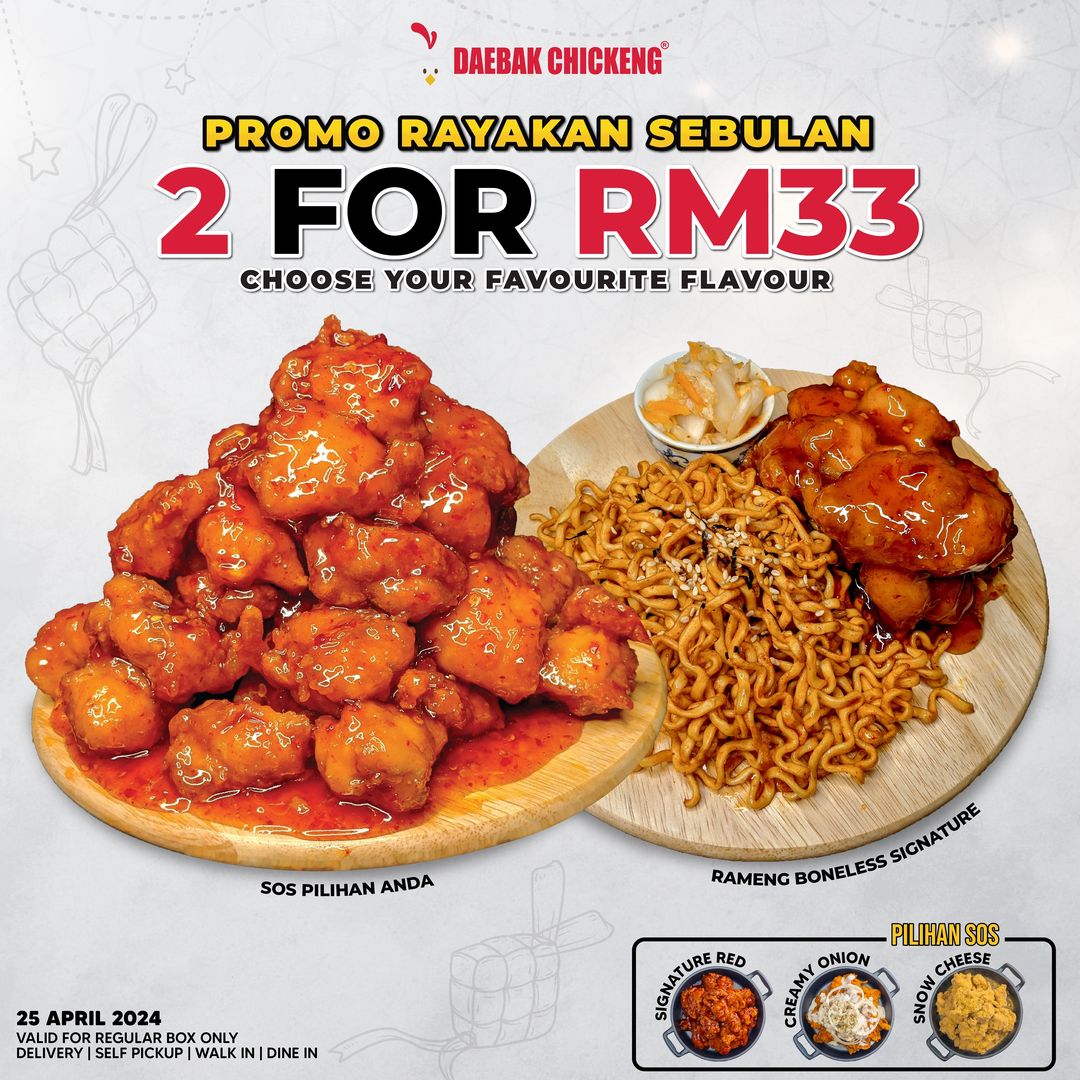 DAEBAK CHICKENG®
PROMO RAYAKAN SEBULAN
2 FOR RM33
CHOOSE YOUR FAVOURITE FLAVOUR
SOS PILIHAN ANDA
RAMENG BONELESS SIGNATURE
PILIHAN SOS
SIGNATURE RED
CREAMY ONION
SNOW CHEESE
25 APRIL 2024
VALID FOR REGULAR BOX ONLY
DELIVERY | SELF PICKUP | WALK IN | DINE IN